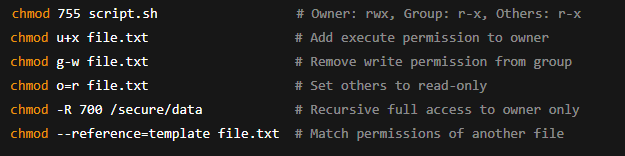 chmod 755 script.sh # Owner: rwx, Group: r-x, Others: r-x
chmod u+x file.txt # Add execute permission to owner
chmod g-w file.txt # Remove write permission from group
chmod o=r file.txt # Set others to read-only
chmod -R 700 /secure/data # Recursive full access to owner only
chmod --reference=template file.txt # Match permissions of another file